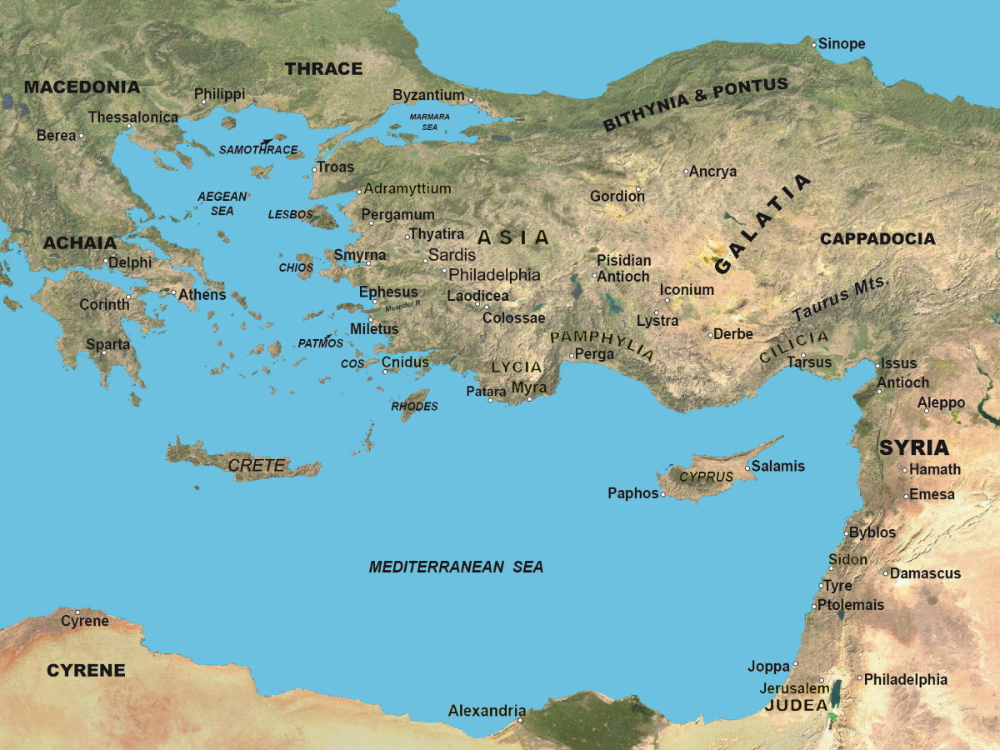 Sinope
THRACE
MACEDONIA
BITHYNIA & PONTUS
Philippi
Byzantium
Thessalonica
MARMARA
SEA
Berea
SAMOTHRACE
Troas
Ancrya
Adramyttium
Gordion
GALATIA
AEGEAN
SEA
LESBOS
Pergamum
Thyatira
ASIA
CAPPADOCIA
ACHAIA
Delphi
CHIOS
Smyrna
Sardis
Philadelphia
Pisidian
Antioch
Athens
Corinth
Ephesus
Meander R.
Laodicea
Colossae
Iconium
Lystra
Taurus Mts.
Miletus
Derbe
Sparta
PATMOS
COS
Cnidus
LYCIA
PAMPHYLIA
Perga
CILICIA
Tarsus
Issus
Antioch
Patara
Myra
Aleppo
RHODES
SYRIA
CRETE
CYPRUS
Salamis
Hamath
Paphos
Emesa
Byblos
Sidon
MEDITERRANEAN SEA
Damascus
Tyre
Ptolemais
Cyrene
CYRENE
Joppa
Philadelphia
Jerusalem
JUDEA
Alexandria